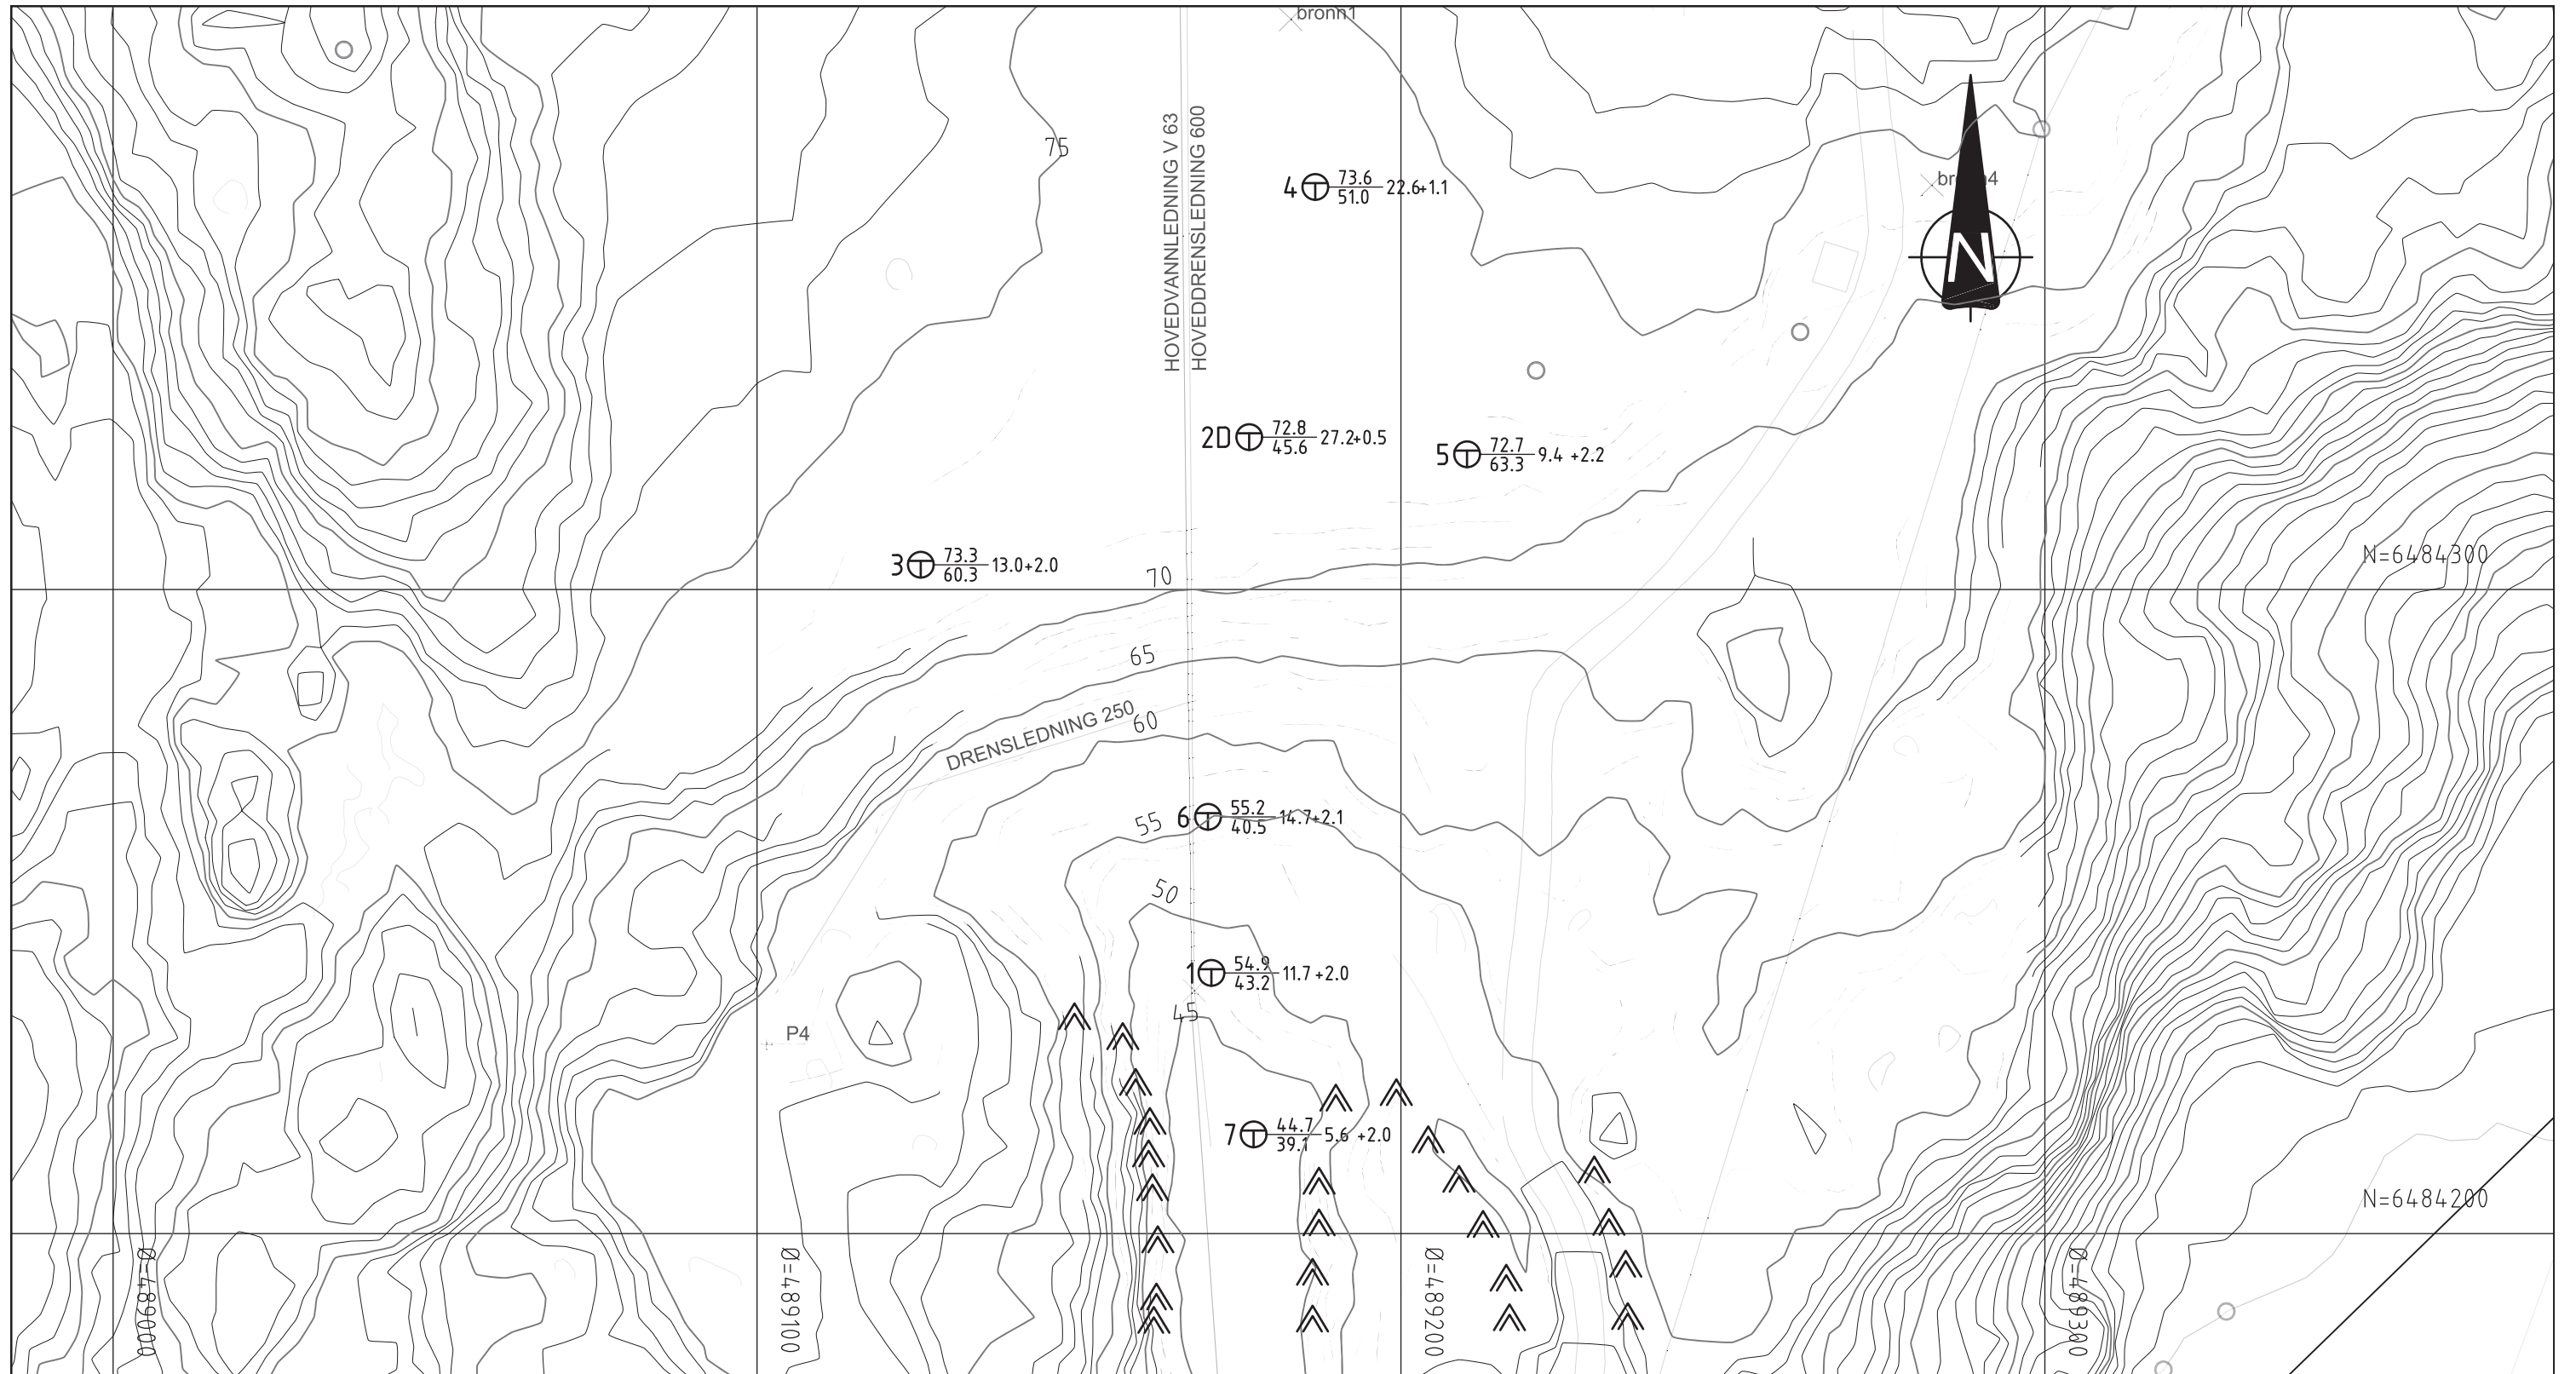 bronn1
75
HOVEDVANNLEDNING V 63
HOVEDDRENSLEDNING 600
4 73.6 22.6+1.1
51.0
bronn4
N
2D 72.8 27.2+0.5
45.6
5 72.7 9.4 +2.2
63.3
3 73.3 13.0+2.0
60.3
N=6484300
70
65
DRENSLEDNING 250
60
55
6 55.2 14.7+2.1
40.5
50
1 54.9 11.7 +2.0
43.2
45
P4
7 44.7 5.6 +2.0
39.1
N=6484200
Ø=489000
Ø=489100
Ø=489200
Ø=489300